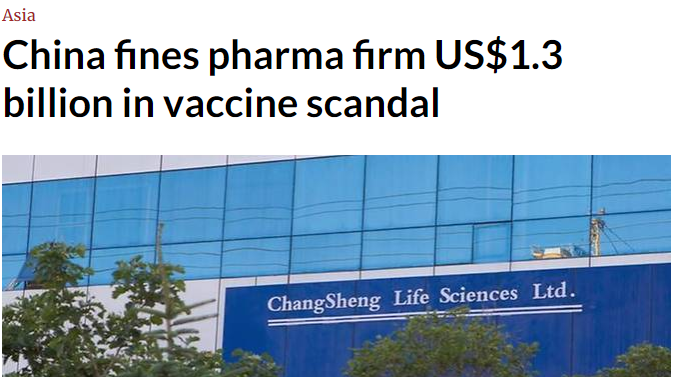 Asia
China fines pharma firm US$1.3
billion in vaccine scandal
ChangSheng Life Sciences Ltd.